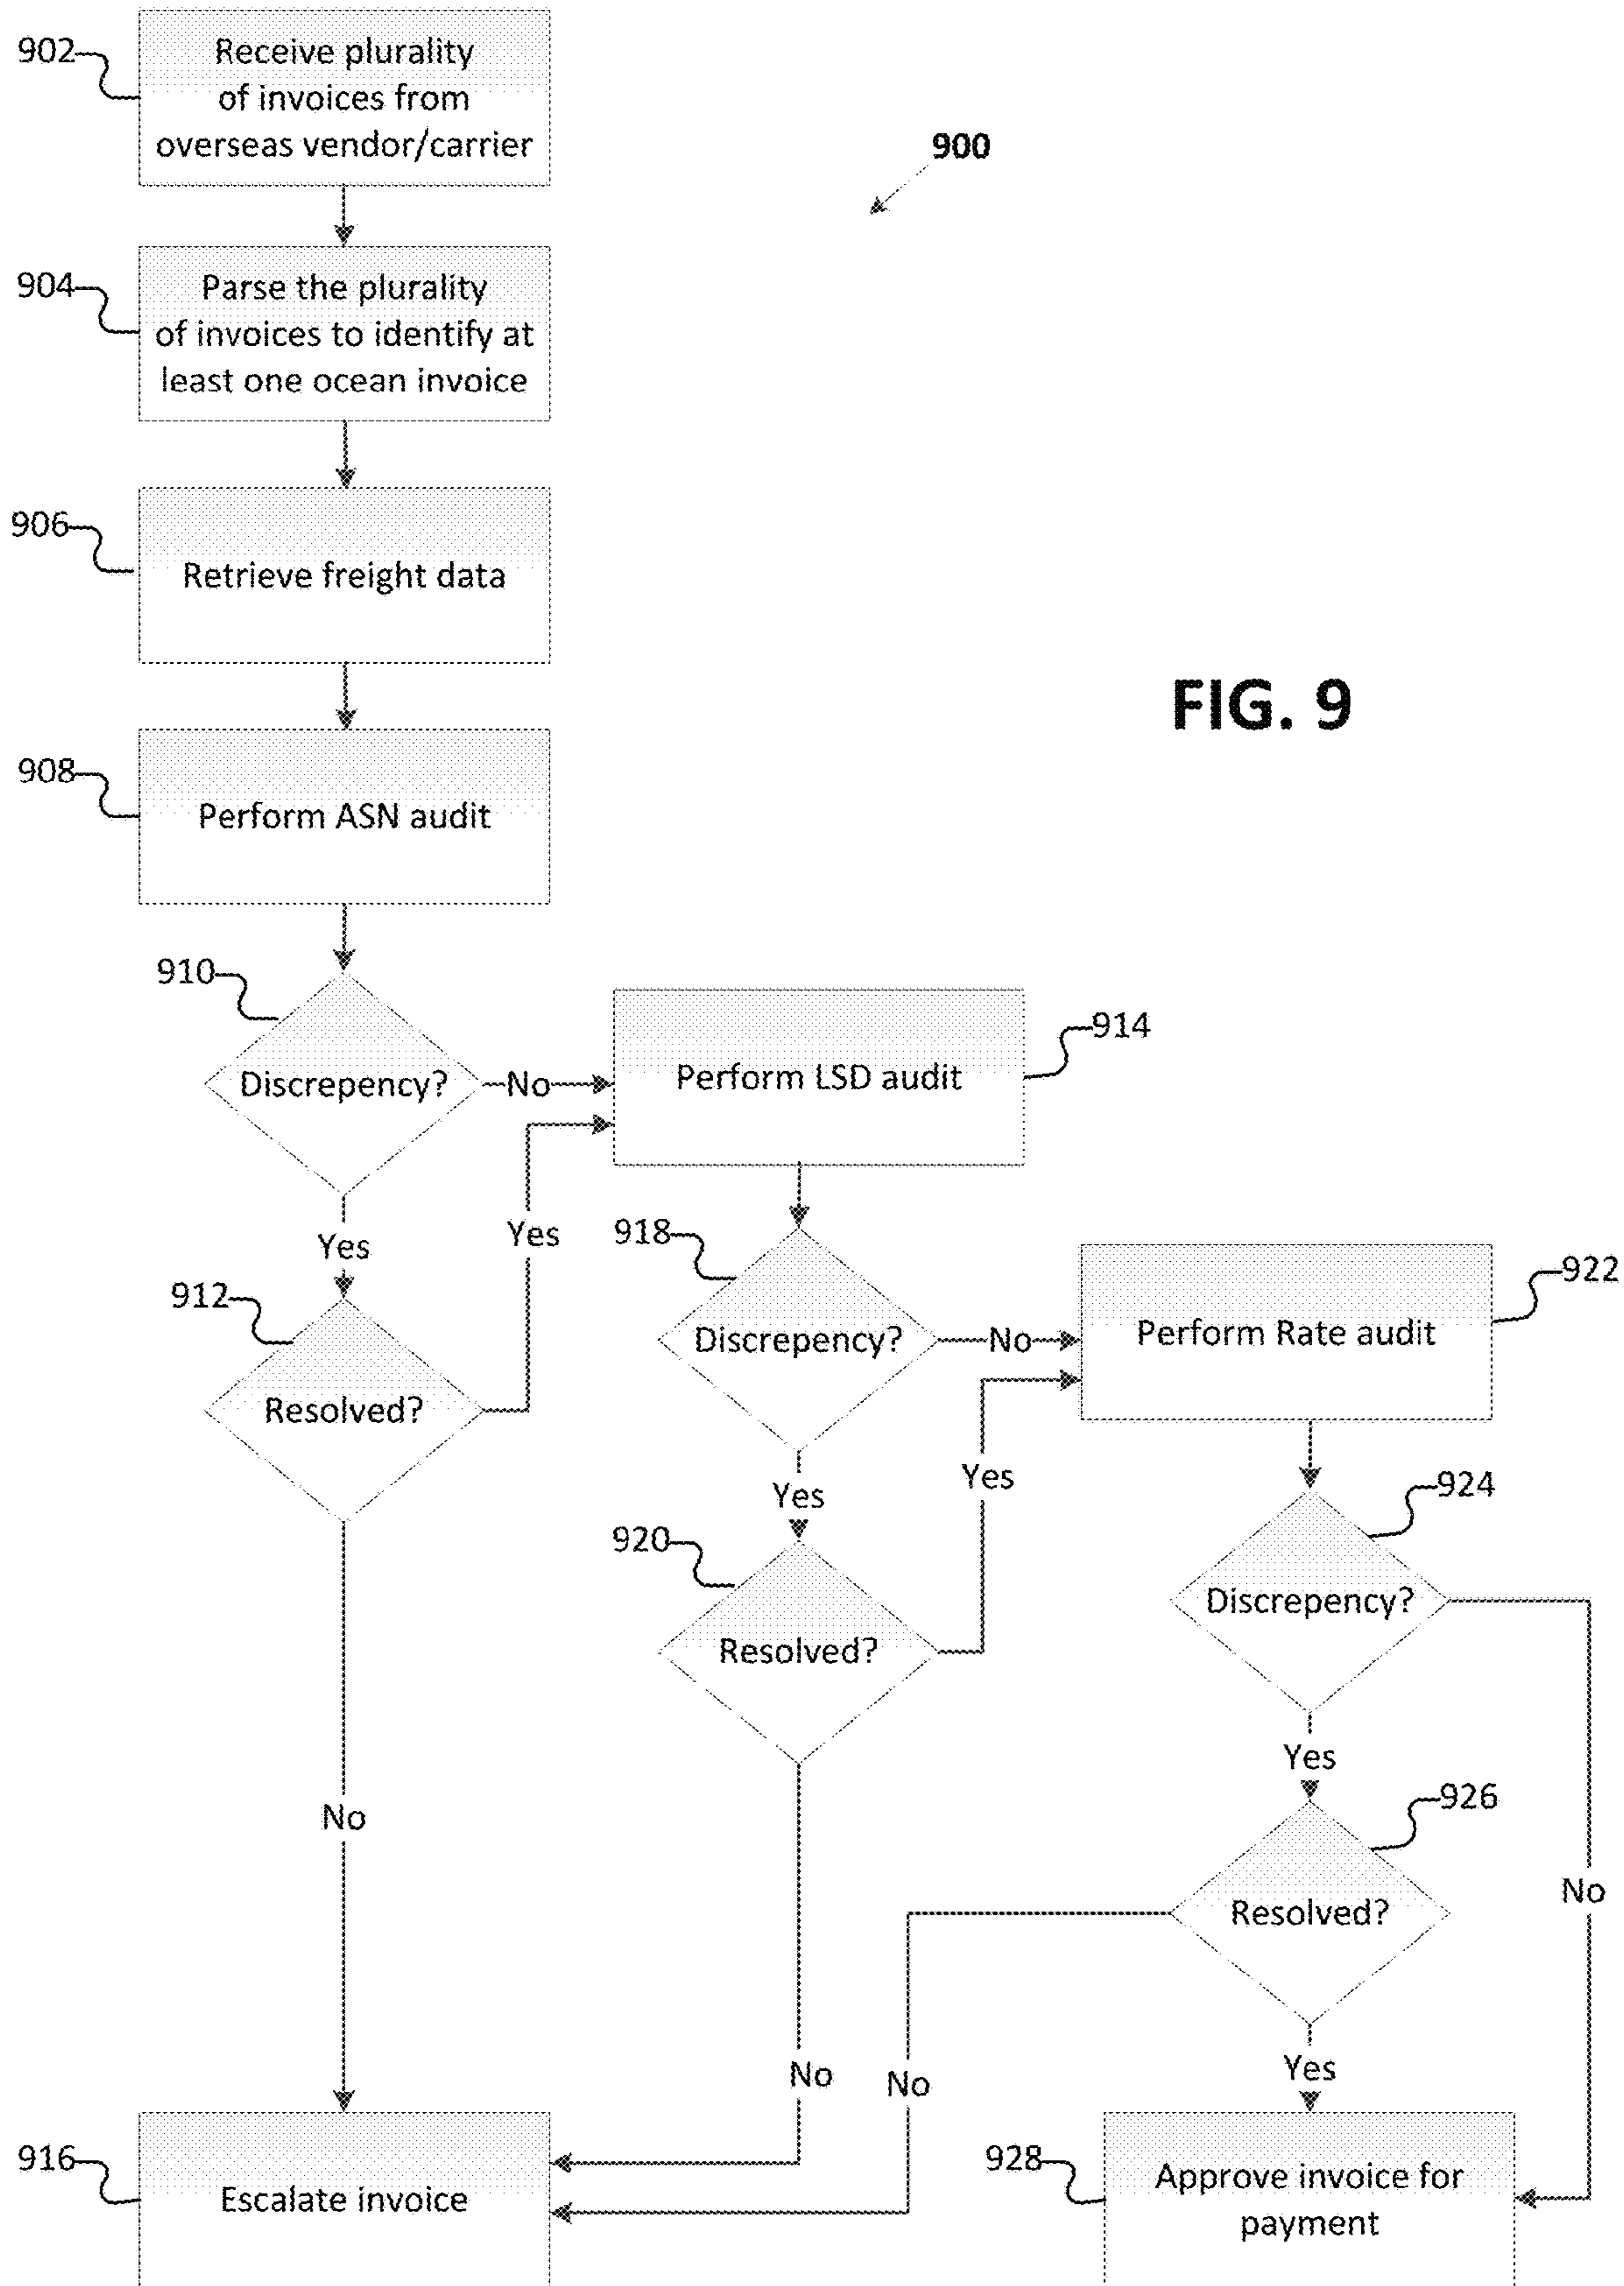 902
Receive plurality
of invoices from
overseas vendor/carrier
900
904
Parse the plurality
of invoices to identify at
least one ocean invoice
906
Retrieve freight data
FIG. 9
908
Perform ASN audit
910
Discrepency?
No
Perform LSD audit
914
Yes
Yes
912
Resolved?
918
Discrepency?
No
Perform Rate audit
922
Yes
Yes
920
Resolved?
924
Discrepency?
Yes
No
926
Resolved?
No
No
No
Yes
916
Escalate invoice
928
Approve invoice for
payment